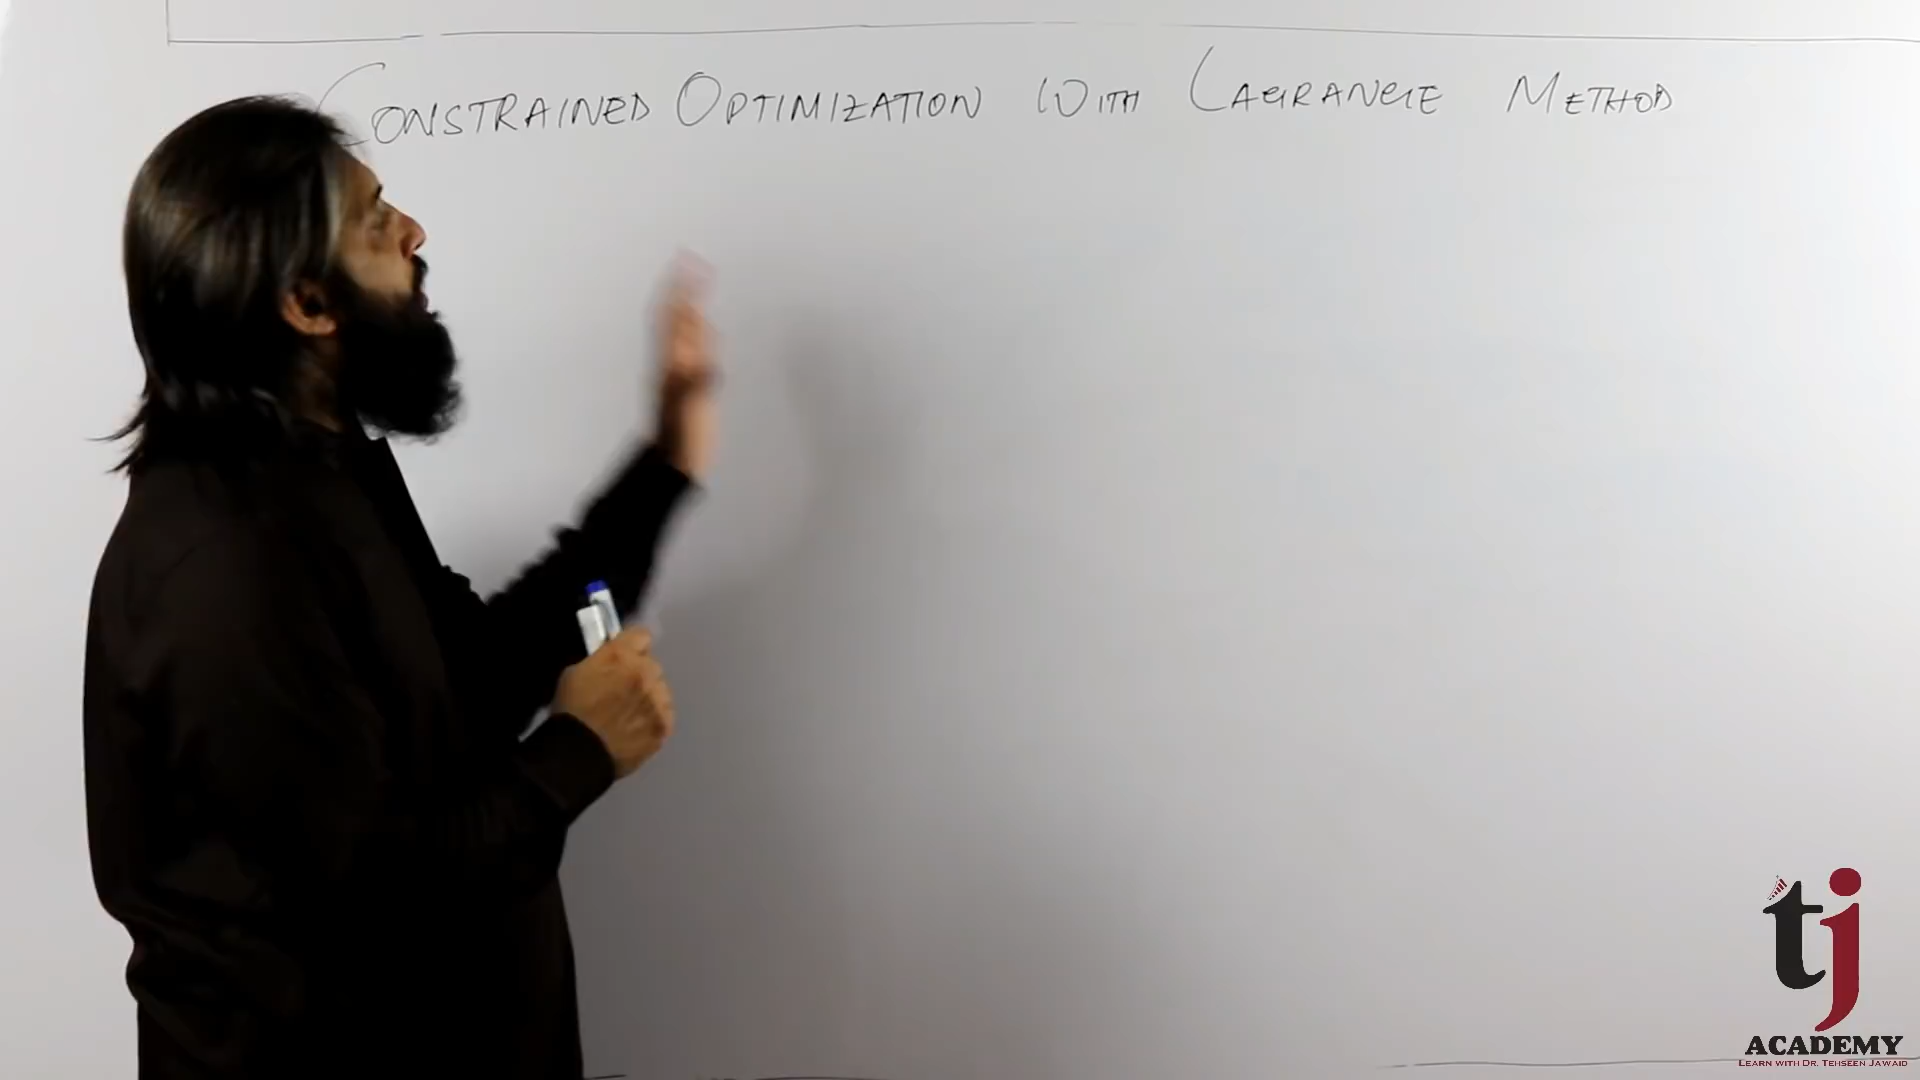 CONSTRAINED OPTIMIZATION WITH LAGRANGE METHOD
tj
ACADEMY
LEARN WITH DR. TEHSEEN JAWAID